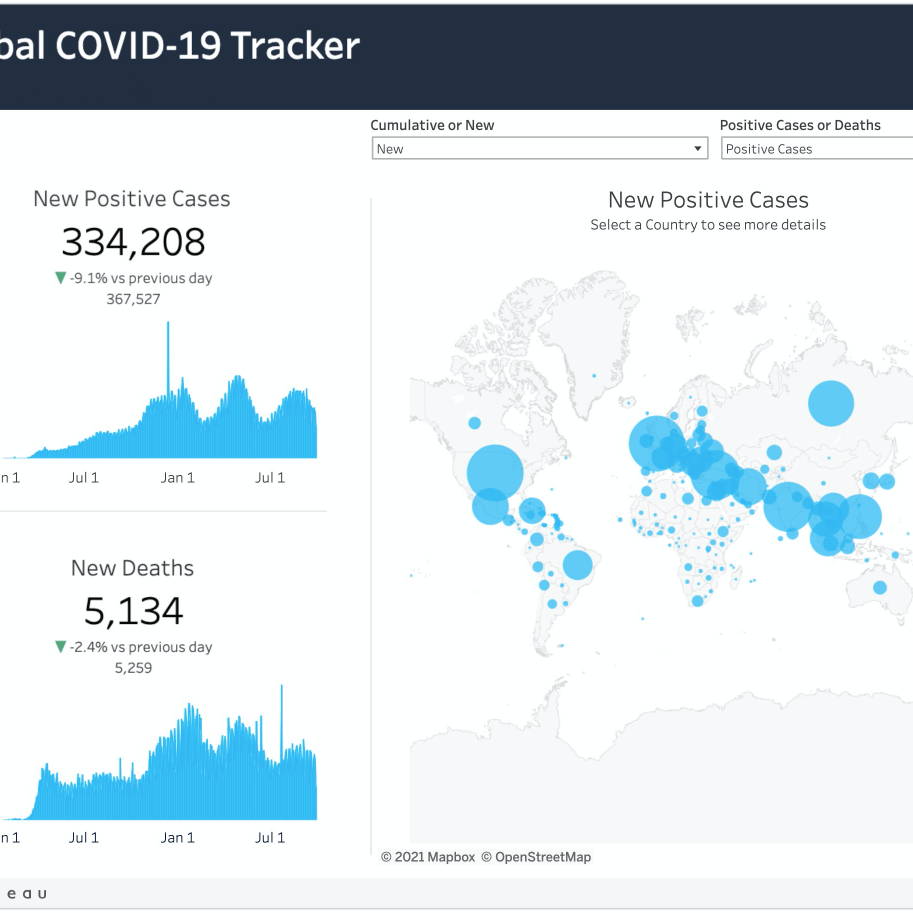 bal COVID-19 Tracker
Cumulative or New
Positive Cases or Deaths
New
Positive Cases
New Positive Cases
334,208
-9.1% vs previous day
367,527
n 1
Jul 1
Jan 1
Jul 1
New Deaths
5,134
-2.4% vs previous day
5,259
n 1
Jul 1
Jan 1
Jul 1
New Positive Cases
Select a Country to see more details
© 2021 Mapbox © OpenStreetMap
e a u